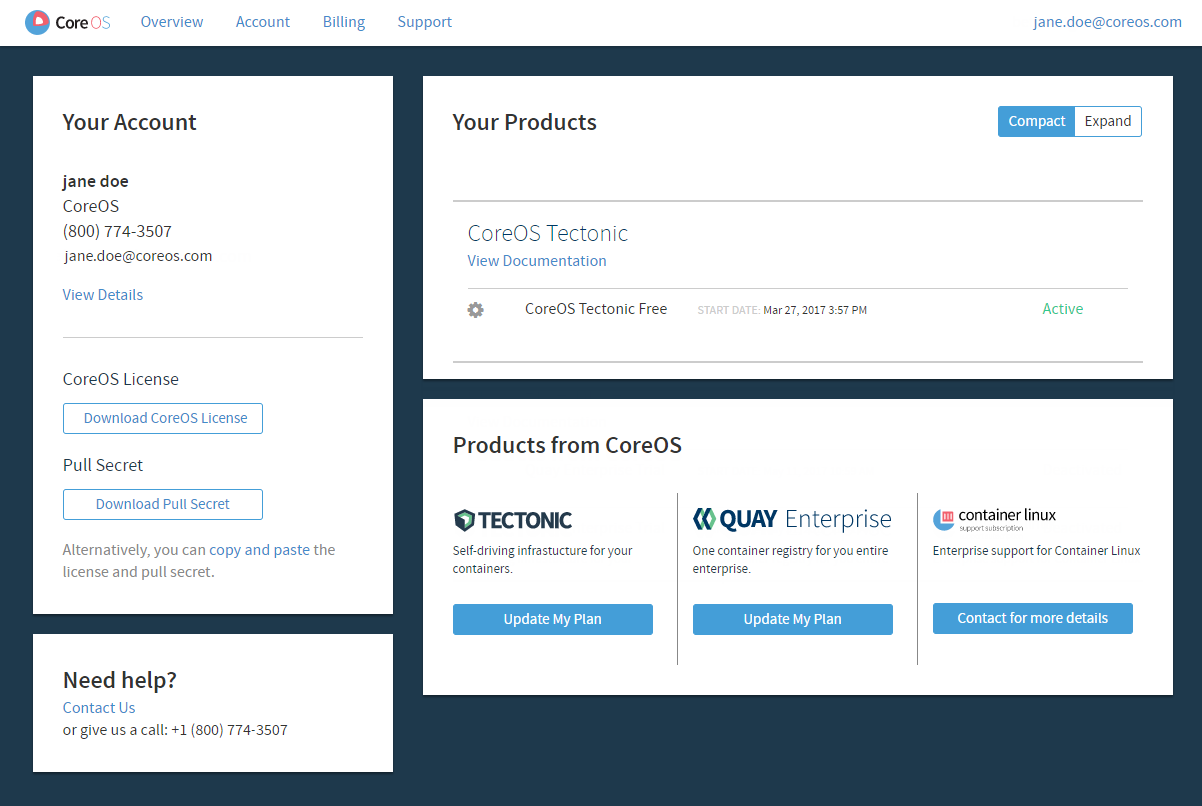 CoreOS Overview Account Billing Support jane.doe@coreos.com
Your Account
jane doe
CoreOS
(800) 774-3507
jane.doe@coreos.com
View Details
CoreOS License
Download CoreOS License
Pull Secret
Download Pull Secret
Alternatively, you can copy and paste the
license and pull secret.
Need help?
Contact Us
or give us a call: +1 (800) 774-3507
Your Products
Compact Expand
CoreOS Tectonic
View Documentation
CoreOS Tectonic Free START DATE: Mar 27, 2017 3:57 PM Active
Products from CoreOS
TECTONIC
Self-driving infrastucture for your
containers.
Update My Plan
QUAY Enterprise
One container registry for you entire
enterprise.
Update My Plan
container linux
support subscription
Enterprise support for Container Linux
Contact for more details